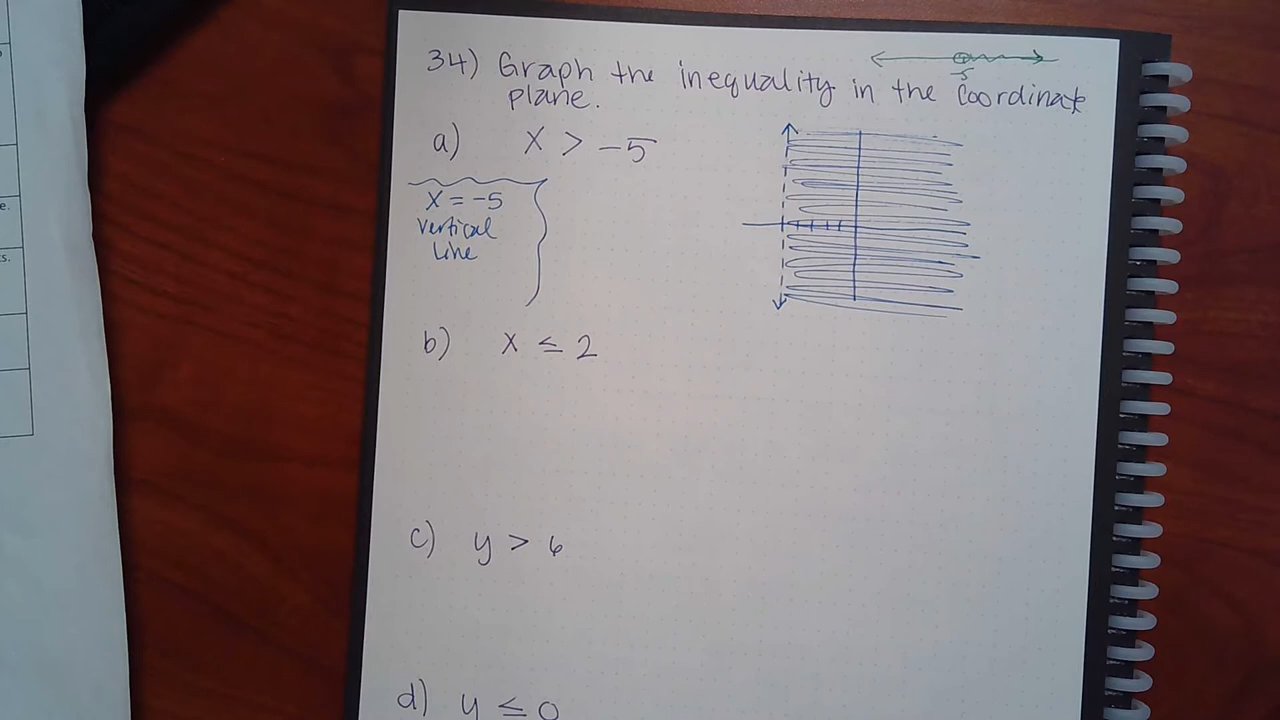 34) Graph the inequality in the coordinate
plane.
5
a) x > -5
x = -5
vertical
line
b) x ≤ 2
c) y > 6
d) y ≤ 0
e.
s.